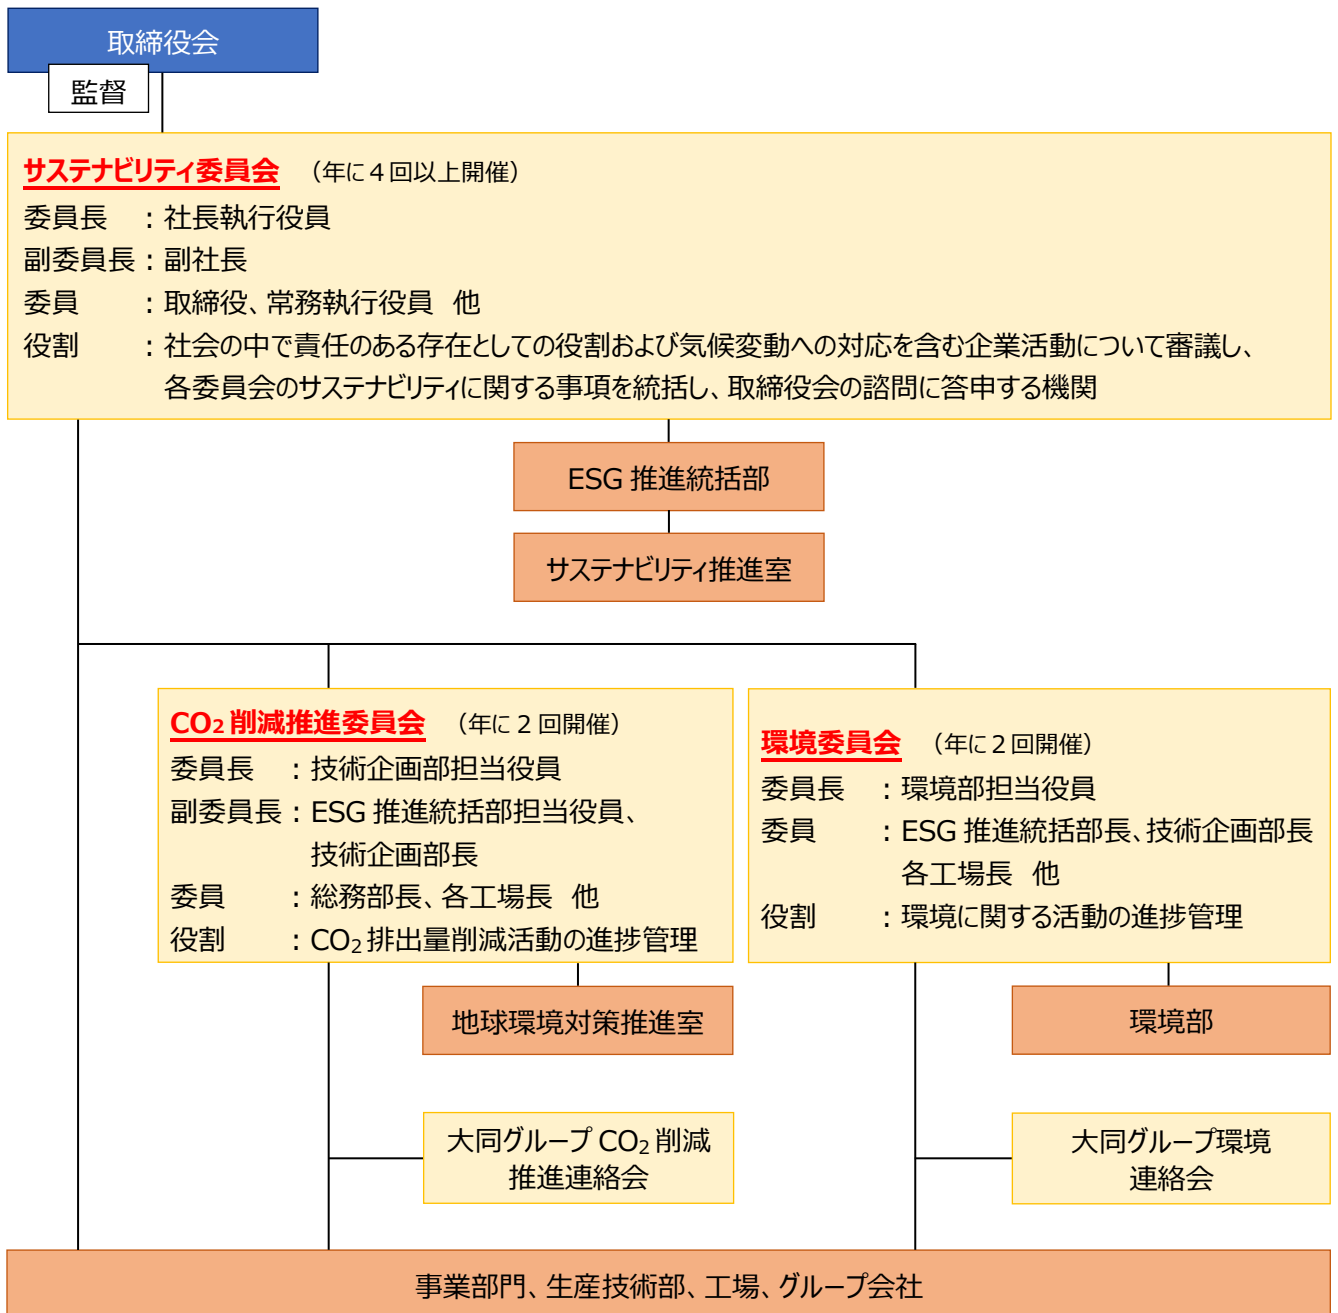 取締役会
監督
サステナビリティ委員会 （年に４回以上開催）
委員長 ：社長執行役員
副委員長：副社長
委員 ：取締役、常務執行役員 他
役割 ：社会の中で責任のある存在としての役割および気候変動への対応を含む企業活動について審議し、
各委員会のサステナビリティに関する事項を統括し、取締役会の諮問に答申する機関
ESG 推進統括部
サステナビリティ推進室
CO₂ 削減推進委員会 （年に 2 回開催）
委員長 ：技術企画部担当役員
副委員長：ESG 推進統括部担当役員、
技術企画部長
委員 ：総務部長、各工場長 他
役割 ：CO₂ 排出量削減活動の進捗管理
環境委員会 （年に２回開催）
委員長 ：環境部担当役員
委員 ：ESG 推進統括部長、技術企画部長
各工場長 他
役割 ：環境に関する活動の進捗管理
地球環境対策推進室
環境部
大同グループ CO₂ 削減
推進連絡会
大同グループ環境
連絡会
事業部門、生産技術部、工場、グループ会社